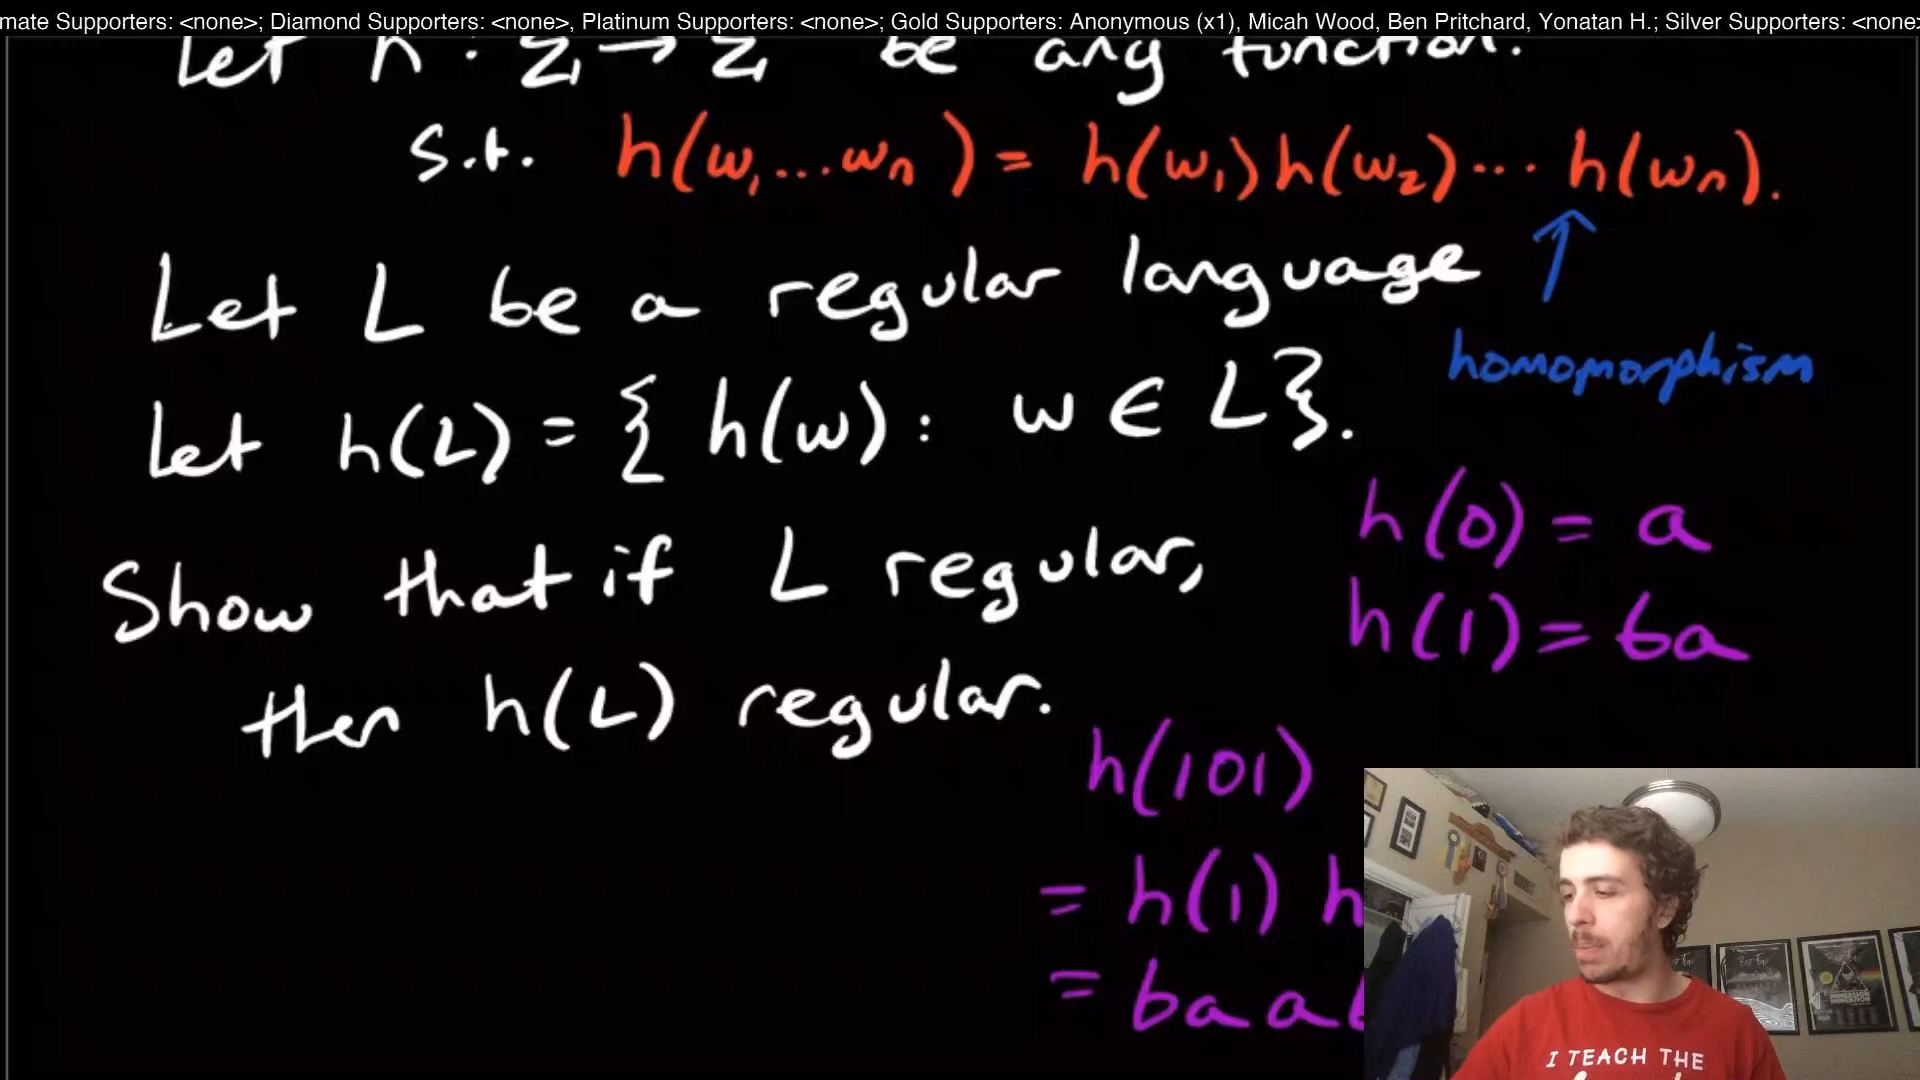 mate Supporters: <none>; Diamond Supporters: <none>, Platinum Supporters: <none>; Gold Supporters: Anonymous (x1), Micah Wood, Ben Pritchard, Yonatan H.; Silver Supporters: <none>
Let h : Σ₁ → Σ be any function.
s.t. h(w₁...wₙ) = h(w₁)h(w₂)... h(wₙ).
Let L be a regular language
homomorphism
Let h(L) = { h(w) : w ∈ L}.
h(0) = a
h(1) = ba
Show that if L regular,
then h(L) regular.
h(101)
= h(1) h
= baa
I TEACH THE